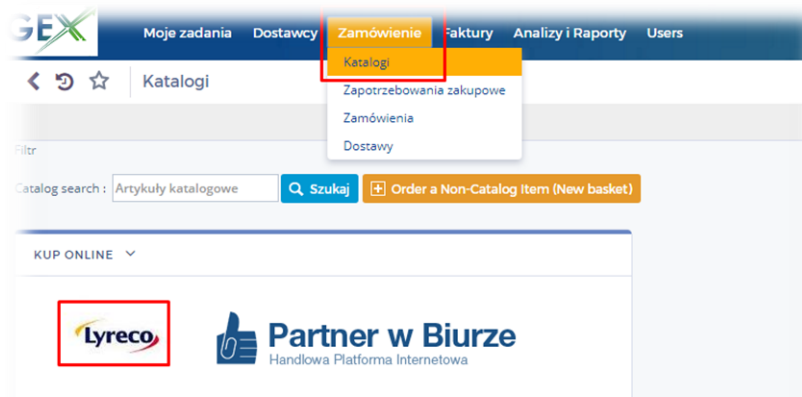 GEX
Moje zadania Dostawcy Zamówienie Faktury Analizy i Raporty Users
Katalogi
Katalogi
Zapotrzebowania zakupowe
Zamówienia
Dostawy
Filtr
Catalog search : Artykuły katalogowe Szukaj Order a Non-Catalog Item (New basket)
KUP ONLINE
Lyreco
Partner w Biurze
Handlowa Platforma Internetowa